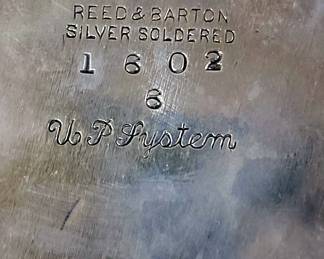 REED & BARTON
SILVER SOLDERED
1602
6
U P System